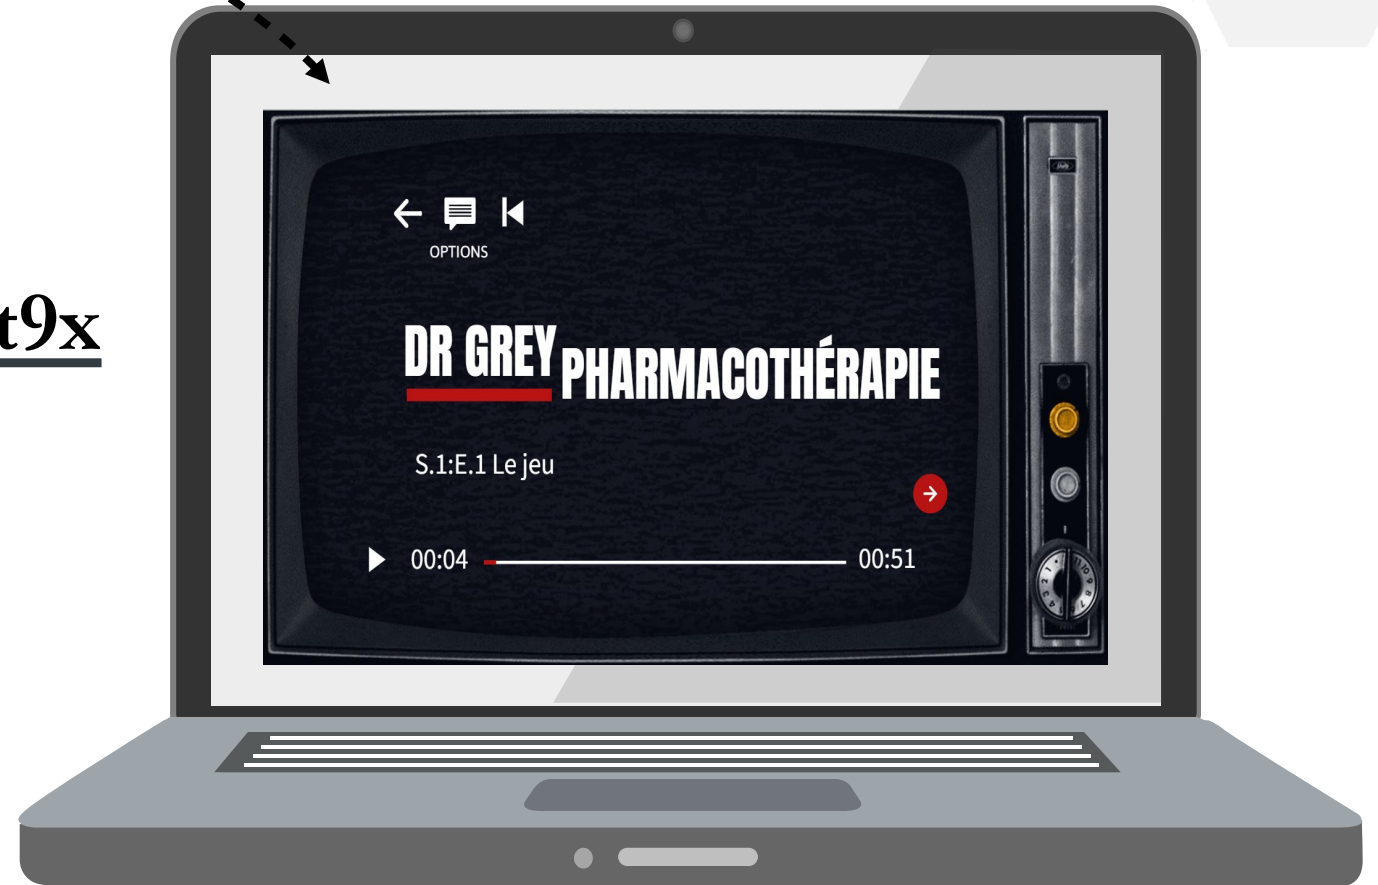 OPTIONS
t9x
DR GREY PHARMACOTHÉRAPIE
S.1:E.1 Le jeu
00:04 00:51